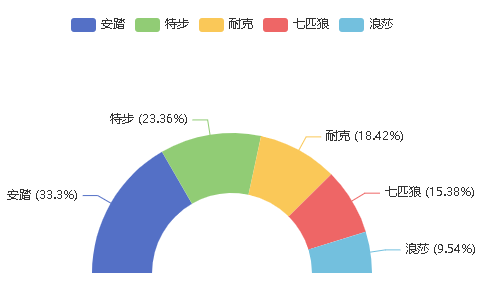 安踏 特步 耐克 七匹狼 浪莎
特步 (23.36%)
耐克 (18.42%)
安踏 (33.3%)
七匹狼 (15.38%)
浪莎 (9.54%)